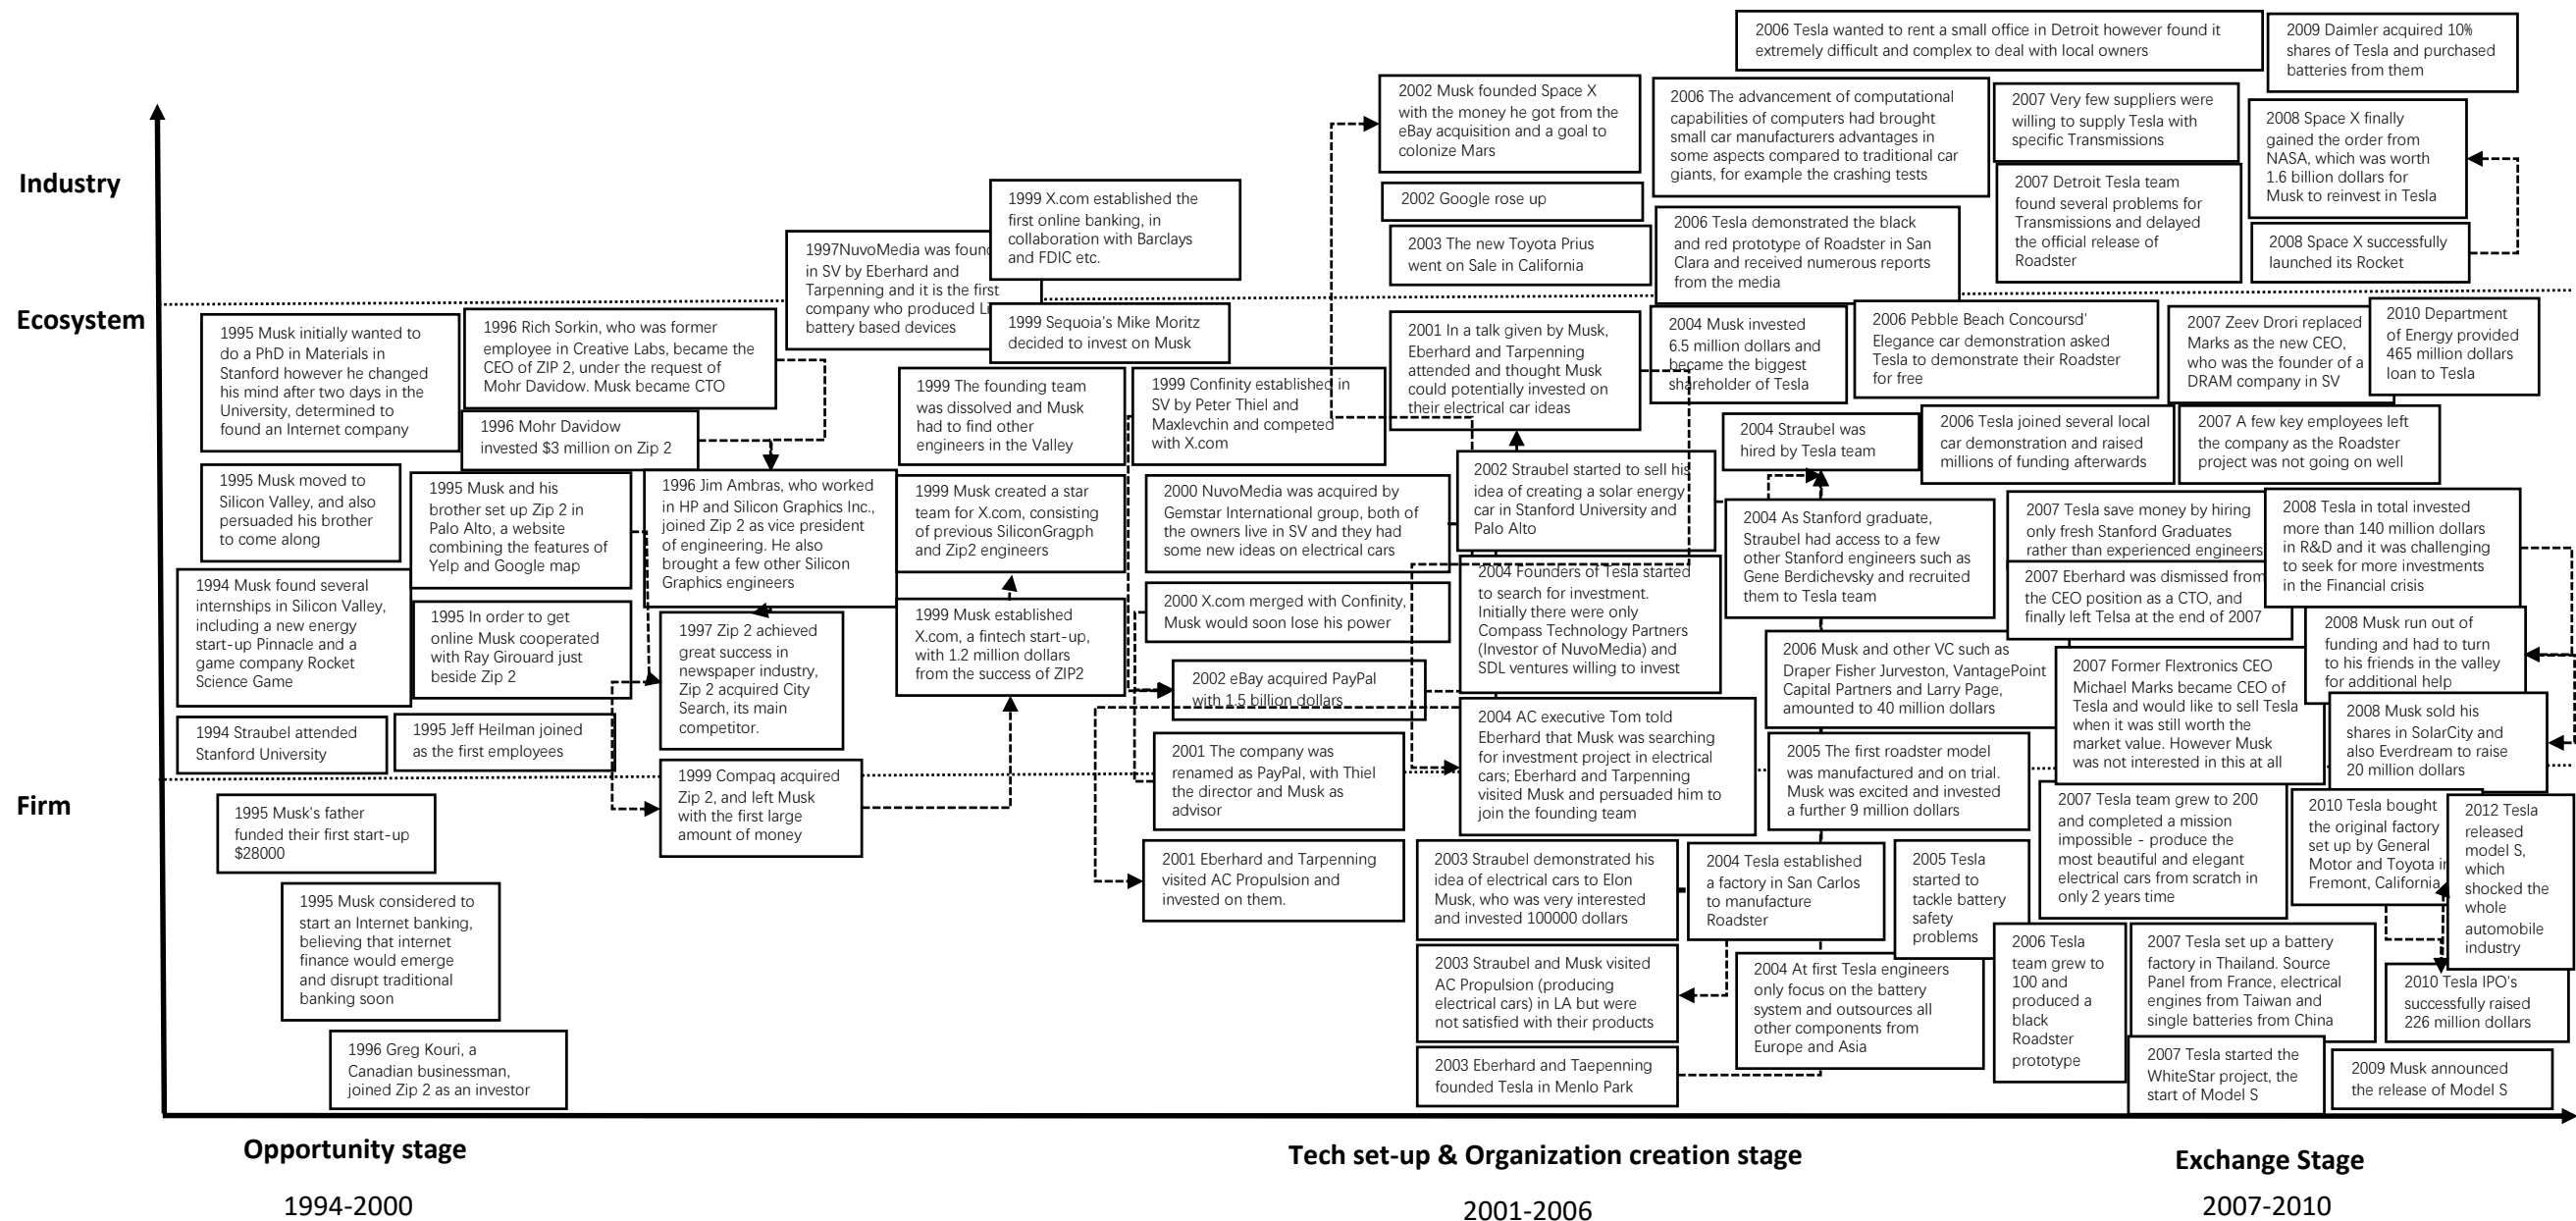 2006 Tesla wanted to rent a small office in Detroit however found it
extremely difficult and complex to deal with local owners
2009 Daimler acquired 10%
shares of Tesla and purchased
batteries from them
2002 Musk founded Space X
with the money he got from the
eBay acquisition and a goal to
colonize Mars
2006 The advancement of computational
capabilities of computers had brought
small car manufacturers advantages in
some aspects compared to traditional car
giants, for example the crashing tests
2007 Very few suppliers were
willing to supply Tesla with
specific Transmissions
2008 Space X finally
gained the order from
NASA, which was worth
1.6 billion dollars for
Musk to reinvest in Tesla
Industry
1999 X.com established the
first online banking, in
collaboration with Barclays
and FDIC etc.
2002 Google rose up
2007 Detroit Tesla team
found several problems for
Transmissions and delayed
the official release of
Roadster
2006 Tesla demonstrated the black
and red prototype of Roadster in San
Clara and received numerous reports
from the media
2003 The new Toyota Prius
went on Sale in California
2008 Space X successfully
launched its Rocket
1997NuvoMedia was found
in SV by Eberhard and
Tarpenning and it is the first
company who produced Li
battery based devices
Ecosystem
1995 Musk initially wanted to
do a PhD in Materials in
Stanford however he changed
his mind after two days in the
University, determined to
found an Internet company
1996 Rich Sorkin, who was former
employee in Creative Labs, became the
CEO of ZIP 2, under the request of
Mohr Davidow. Musk became CTO
1999 Sequoia's Mike Moritz
decided to invest on Musk
2001 In a talk given by Musk,
Eberhard and Tarpenning
attended and thought Musk
could potentially invested on
their electrical car ideas
2004 Musk invested
6.5 million dollars and
became the biggest
shareholder of Tesla
2006 Pebble Beach Concoursd'
Elegance car demonstration asked
Tesla to demonstrate their Roadster
for free
2007 Zeev Drori replaced
Marks as the new CEO,
who was the founder of a
DRAM company in SV
2010 Department
of Energy provided
465 million dollars
loan to Tesla
1999 The founding team
was dissolved and Musk
had to find other
engineers in the Valley
1999 Confinity established in
SV by Peter Thiel and
Maxlevchin and competed
with X.com
1996 Mohr Davidow
invested $3 million on Zip 2
2004 Straubel was
hired by Tesla team
2006 Tesla joined several local
car demonstration and raised
millions of funding afterwards
2007 A few key employees left
the company as the Roadster
project was not going on well
1995 Musk moved to
Silicon Valley, and also
persuaded his brother
to come along
1995 Musk and his
brother set up Zip 2 in
Palo Alto, a website
combining the features of
Yelp and Google map
1996 Jim Ambras, who worked
in HP and Silicon Graphics Inc.,
joined Zip 2 as vice president
of engineering. He also
brought a few other Silicon
Graphics engineers
1999 Musk created a star
team for X.com, consisting
of previous SiliconGragph
and Zip2 engineers
2000 NuvoMedia was acquired by
Gemstar International group, both of
the owners live in SV and they had
some new ideas on electrical cars
2002 Straubel started to sell his
idea of creating a solar energy
car in Stanford University and
Palo Alto
2004 As Stanford graduate,
Straubel had access to a few
other Stanford engineers such as
Gene Berdichevsky and recruited
them to Tesla team
2007 Tesla save money by hiring
only fresh Stanford Graduates
rather than experienced engineers
2008 Tesla in total invested
more than 140 million dollars
in R&D and it was challenging
to seek for more investments
in the Financial crisis
1994 Musk found several
internships in Silicon Valley,
including a new energy
start-up Pinnacle and a
game company Rocket
Science Game
1995 In order to get
online Musk cooperated
with Ray Girouard just
beside Zip 2
1997 Zip 2 achieved
great success in
newspaper industry,
Zip 2 acquired City
Search, its main
competitor.
1999 Musk established
X.com, a fintech start-up,
with 1.2 million dollars
from the success of ZIP2
2000 X.com merged with Confinity,
Musk would soon lose his power
2004 Founders of Tesla started
to search for investment.
Initially there were only
Compass Technology Partners
(Investor of NuvoMedia) and
SDL ventures willing to invest
2007 Eberhard was dismissed from
the CEO position as a CTO, and
finally left Telsa at the end of 2007
2006 Musk and other VC such as
Draper Fisher Jurveston, VantagePoint
Capital Partners and Larry Page,
amounted to 40 million dollars
2008 Musk run out of
funding and had to turn
to his friends in the valley
for additional help
2007 Former Flextronics CEO
Michael Marks became CEO of
Tesla and would like to sell Tesla
when it was still worth the
market value. However Musk
was not interested in this at all
2002 eBay acquired PayPal
with 1.5 billion dollars
1994 Straubel attended
Stanford University
1995 Jeff Heilman joined
as the first employees
2004 AC executive Tom told
Eberhard that Musk was searching
for investment project in electrical
cars; Eberhard and Tarpenning
visited Musk and persuaded him to
join the founding team
2008 Musk sold his
shares in SolarCity and
also Everdream to raise
20 million dollars
2001 The company was
renamed as PayPal, with Thiel
the director and Musk as
advisor
2005 The first roadster model
was manufactured and on trial.
Musk was excited and invested
a further 9 million dollars
1999 Compaq acquired
Zip 2, and left Musk
with the first large
amount of money
Firm
1995 Musk's father
funded their first start-up
$28000
2007 Tesla team grew to 200
and completed a mission
impossible - produce the
most beautiful and elegant
electrical cars from scratch in
only 2 years time
2010 Tesla bought
the original factory
set up by General
Motor and Toyota in
Fremont, California
2012 Tesla
released
model S,
which
shocked the
whole
automobile
industry
2001 Eberhard and Tarpenning
visited AC Propulsion and
invested on them.
2003 Straubel demonstrated his
idea of electrical cars to Elon
Musk, who was very interested
and invested 100000 dollars
2004 Tesla established
a factory in San Carlos
to manufacture
Roadster
2005 Tesla
started to
tackle battery
safety
problems
1995 Musk considered to
start an Internet banking,
believing that internet
finance would emerge
and disrupt traditional
banking soon
2003 Straubel and Musk visited
AC Propulsion (producing
electrical cars) in LA but were
not satisfied with their products
2004 At first Tesla engineers
only focus on the battery
system and outsources all
other components from
Europe and Asia
2006 Tesla
team grew to
100 and
produced a
black
Roadster
prototype
2007 Tesla set up a battery
factory in Thailand. Source
Panel from France, electrical
engines from Taiwan and
single batteries from China
2010 Tesla IPO's
successfully raised
226 million dollars
1996 Greg Kouri, a
Canadian businessman,
joined Zip 2 as an investor
2003 Eberhard and Taepenning
founded Tesla in Menlo Park
2007 Tesla started the
WhiteStar project, the
start of Model S
2009 Musk announced
the release of Model S
Opportunity stage
Tech set-up & Organization creation stage
Exchange Stage
1994-2000
2001-2006
2007-2010